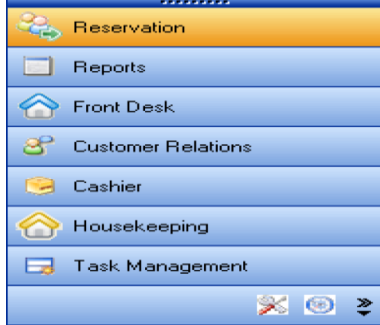 Reservation
Reports
Front Desk
Customer Relations
Cashier
Housekeeping
Task Management